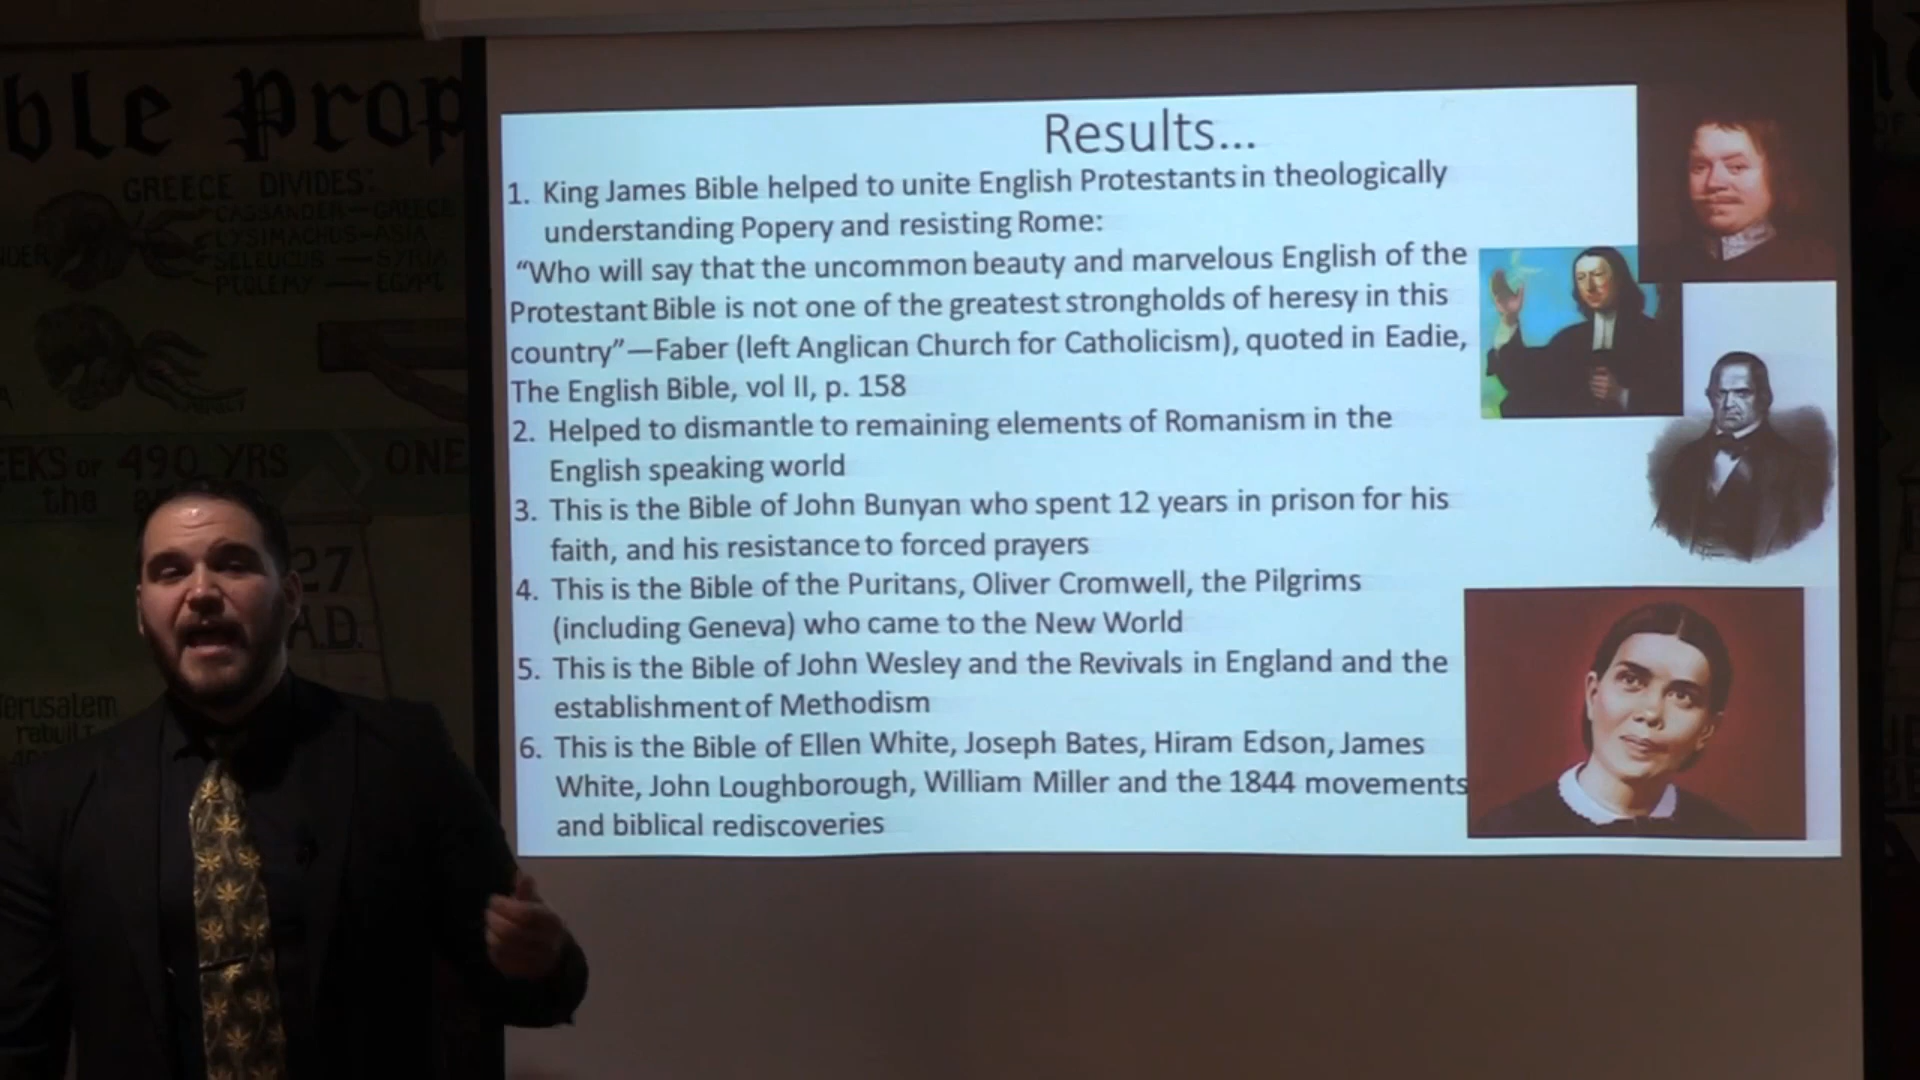 ble Prop
GREECE DIVIDES:
CASSANDER—GREECE
LYSIMACHUS—ASIA
SELEUCUS — SYRIA
PTOLEMY — EGYPT
EEKS or 490 YRS
ONE
the
27
A.D.
Jerusalem
rebuilt
Results...
1. King James Bible helped to unite English Protestants in theologically
understanding Popery and resisting Rome:
“Who will say that the uncommon beauty and marvelous English of the
Protestant Bible is not one of the greatest strongholds of heresy in this
country”—Faber (left Anglican Church for Catholicism), quoted in Eadie,
The English Bible, vol II, p. 158
2. Helped to dismantle to remaining elements of Romanism in the
English speaking world
3. This is the Bible of John Bunyan who spent 12 years in prison for his
faith, and his resistance to forced prayers
4. This is the Bible of the Puritans, Oliver Cromwell, the Pilgrims
(including Geneva) who came to the New World
5. This is the Bible of John Wesley and the Revivals in England and the
establishment of Methodism
6. This is the Bible of Ellen White, Joseph Bates, Hiram Edson, James
White, John Loughborough, William Miller and the 1844 movements
and biblical rediscoveries